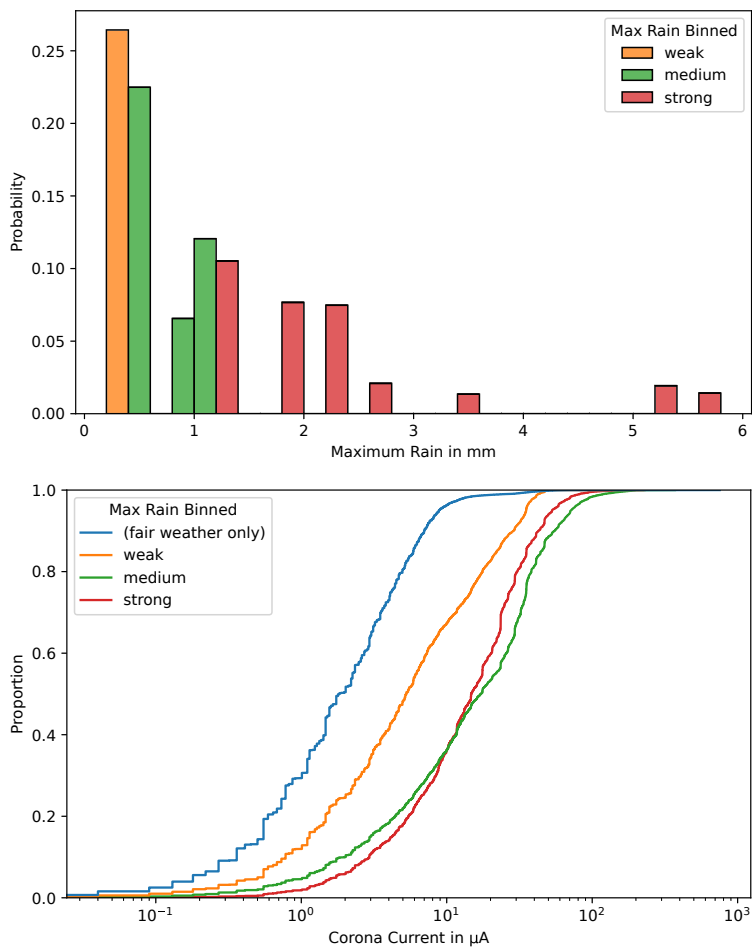 Max Rain Binned
weak
medium
strong
0.25
0.20
0.15
0.10
0.05
0.00
Probability
0 1 2 3 4 5 6
Maximum Rain in mm
Max Rain Binned
(fair weather only)
weak
medium
strong
1.0
0.8
0.6
0.4
0.2
0.0
Proportion
10⁻¹ 10⁰ 10¹ 10² 10³
Corona Current in μA